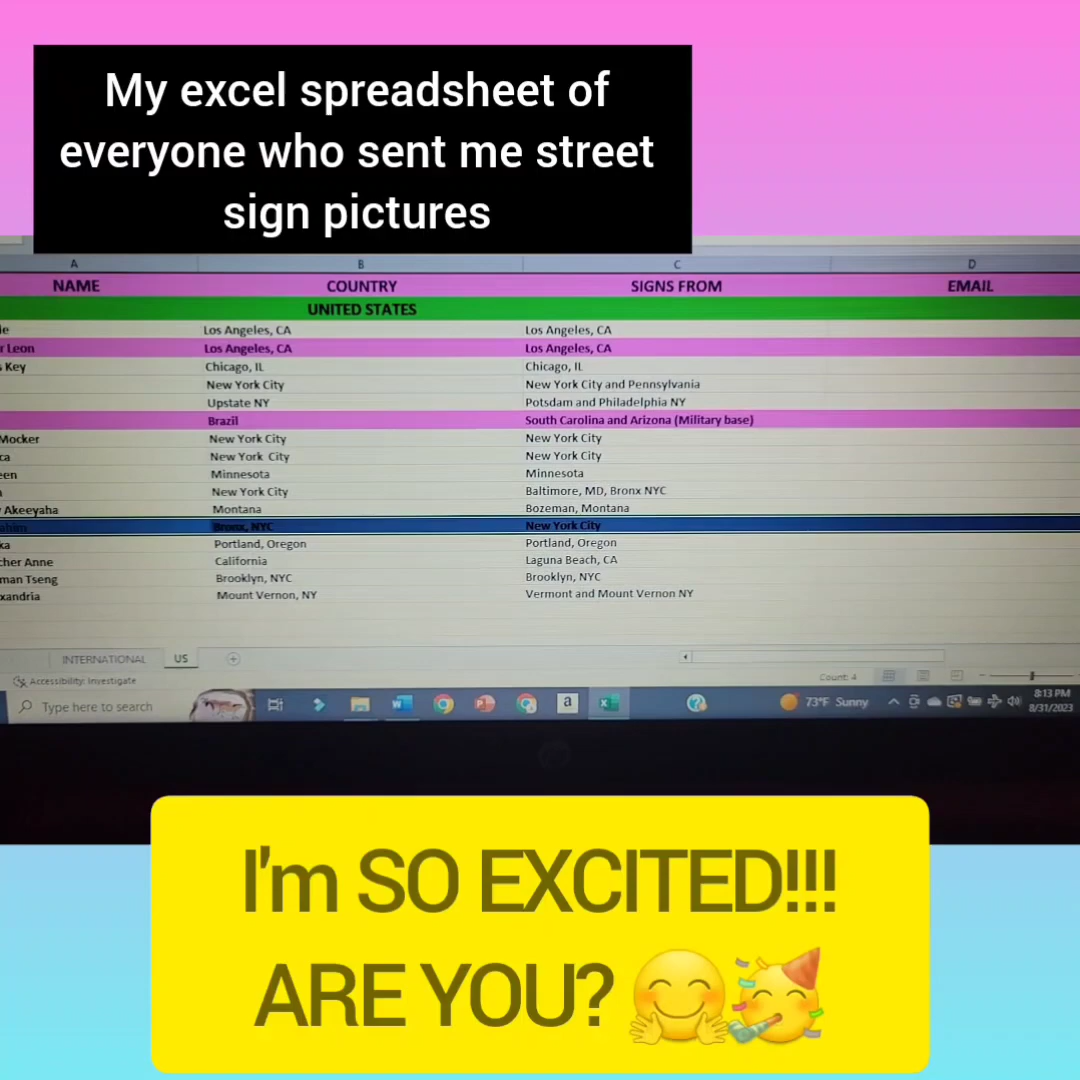 My excel spreadsheet of
everyone who sent me street
sign pictures
A B C D
NAME COUNTRY SIGNS FROM EMAIL
UNITED STATES
Los Angeles, CA Los Angeles, CA
r Leon Los Angeles, CA Los Angeles, CA
Key Chicago, IL Chicago, IL
New York City New York City and Pennsylvania
Upstate NY Potsdam and Philadelphia NY
Brazil South Carolina and Arizona (Military base)
Mocker New York City New York City
ca New York City New York City
een Minnesota Minnesota
New York City Baltimore, MD, Bronx NYC
Akeeyaha Montana Bozeman, Montana
Bronx, NYC New York City
ka Portland, Oregon Portland, Oregon
cher Anne California Laguna Beach, CA
man Tseng Brooklyn, NYC Brooklyn, NYC
xandria Mount Vernon, NY Vermont and Mount Vernon NY
INTERNATIONAL US
Accessibility: Investigate Count: 4
Type here to search a 73°F Sunny 8:13 PM
8/31/2023
I'm SO EXCITED!!!
ARE YOU? 🤗🥳